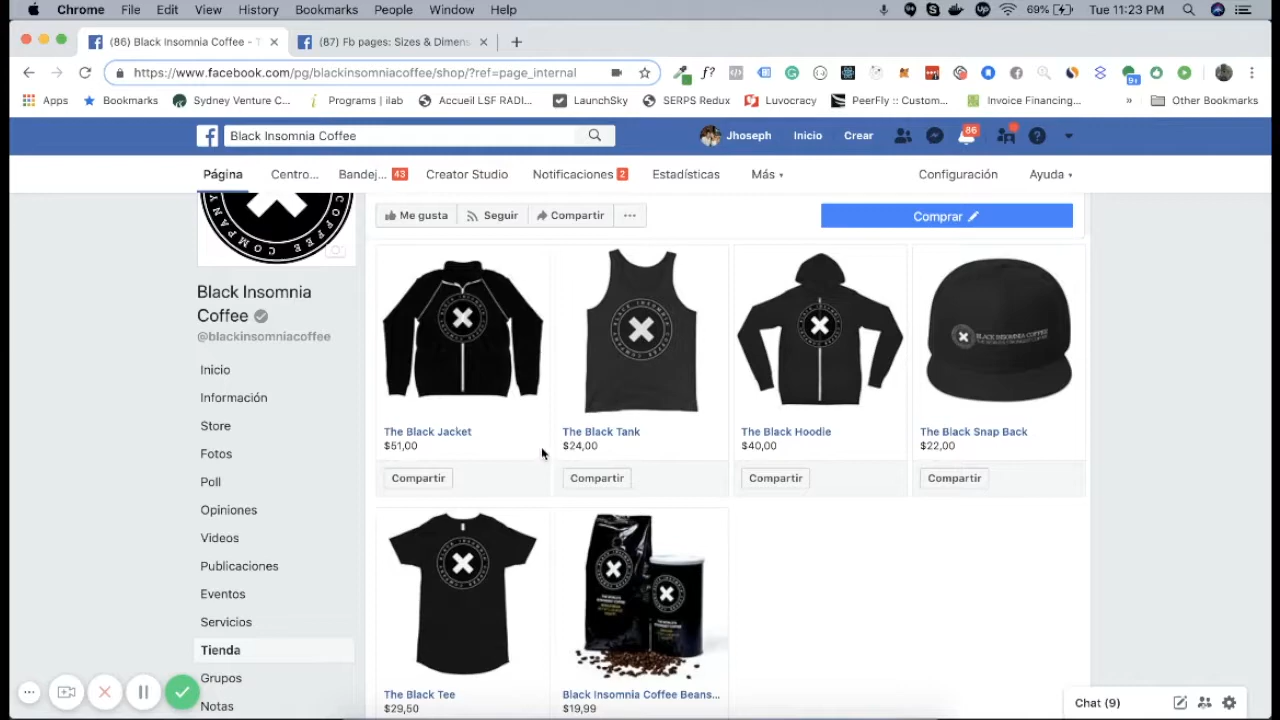 Chrome File Edit View History Bookmarks People Window Help 69% Tue 11:23 PM
(86) Black Insomnia Coffee - T
(87) Fb pages: Sizes & Dimens
https://www.facebook.com/pg/blackinsomniacoffee/shop/?ref=page_internal
Apps Bookmarks Sydney Venture C... Programs | ilab Accueil LSF RADI... LaunchSky SERPS Redux Luvocracy PeerFly :: Custom... Invoice Financing... » Other Bookmarks
Black Insomnia Coffee
Jhoseph Inicio Crear 86
Página Centro... Bandej... 43 Creator Studio Notificaciones 2 Estadísticas Más Configuración Ayuda
Me gusta Seguir Compartir ... Comprar
COFFEE COMPANY
Black Insomnia
Coffee
@blackinsomniacoffee
Inicio
Información
Store
Fotos
Poll
Opiniones
Videos
Publicaciones
Eventos
Servicios
Tienda
Grupos
Notas
The Black Jacket
$51,00
Compartir
The Black Tank
$24,00
Compartir
The Black Hoodie
$40,00
Compartir
BLACK INSOMNIA COFFEE
The Black Snap Back
$22,00
Compartir
The Black Tee
$29,50
Black Insomnia Coffee Beans...
$19,99
Chat (9)